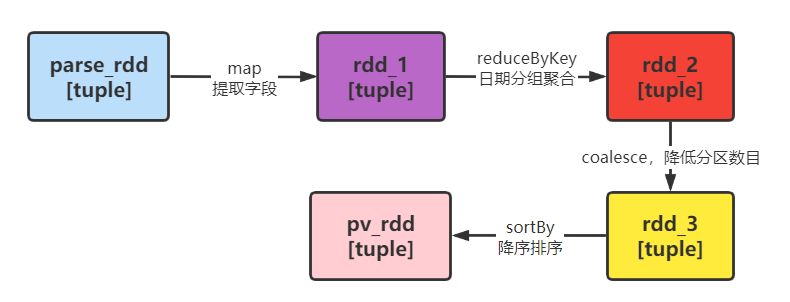 parse_rdd
[tuple]
map
提取字段
rdd_1
[tuple]
reduceByKey
日期分组聚合
rdd_2
[tuple]
coalesce，降低分区数目
rdd_3
[tuple]
sortBy
降序排序
pv_rdd
[tuple]